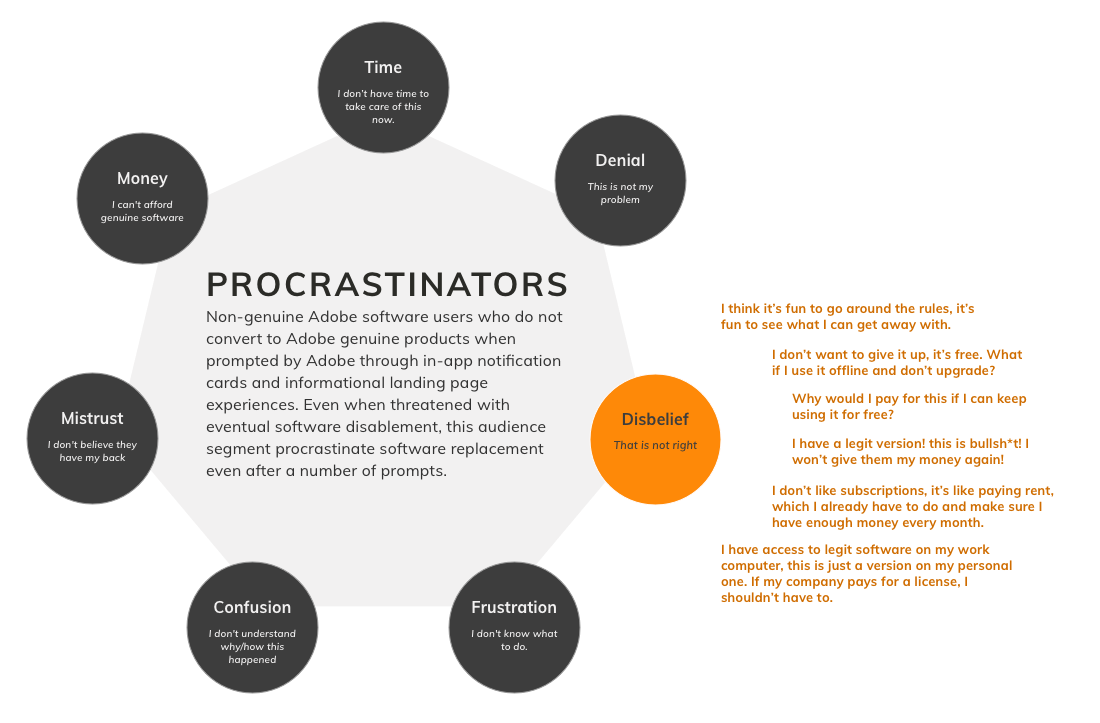 Time
I don't have time to
take care of this
now.
Denial
This is not my
problem
Money
I can't afford
genuine software
PROCRASTINATORS
Non-genuine Adobe software users who do not
convert to Adobe genuine products when
prompted by Adobe through in-app notification
cards and informational landing page
experiences. Even when threatened with
eventual software disablement, this audience
segment procrastinate software replacement
even after a number of prompts.
Mistrust
I don't believe they
have my back
Disbelief
That is not right
I think it's fun to go around the rules, it's
fun to see what I can get away with.
I don't want to give it up, it's free. What
if I use it offline and don't upgrade?
Why would I pay for this if I can keep
using it for free?
I have a legit version! this is bullsh*t! I
won't give them my money again!
I don't like subscriptions, it's like paying rent,
which I already have to do and make sure I
have enough money every month.
I have access to legit software on my work
computer, this is just a version on my personal
one. If my company pays for a license, I
shouldn't have to.
Confusion
I don't understand
why/how this
happened
Frustration
I don't know what
to do.